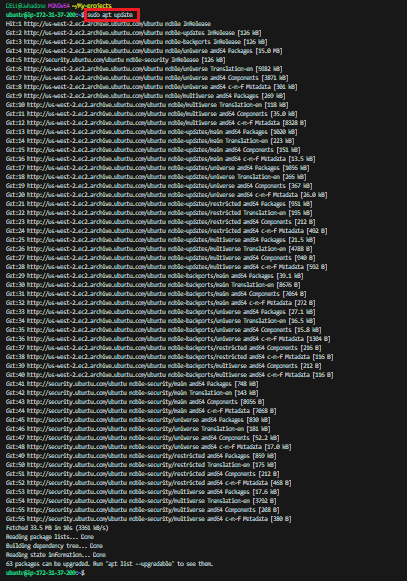 DELL@Luhadone MINGW64 ~/My-projects
ubuntu@ip-172-31-37-200:~$ sudo apt update
Hit:1 http://us-west-2.ec2.archive.ubuntu.com/ubuntu noble InRelease
Get:2 http://us-west-2.ec2.archive.ubuntu.com/ubuntu noble-updates InRelease [126 kB]
Get:3 http://us-west-2.ec2.archive.ubuntu.com/ubuntu noble-backports InRelease [126 kB]
Get:4 http://us-west-2.ec2.archive.ubuntu.com/ubuntu noble/universe amd64 Packages [15.0 MB]
Get:5 http://security.ubuntu.com/ubuntu noble-security InRelease [126 kB]
Get:6 http://us-west-2.ec2.archive.ubuntu.com/ubuntu noble/universe Translation-en [5982 kB]
Get:7 http://us-west-2.ec2.archive.ubuntu.com/ubuntu noble/universe amd64 Components [3871 kB]
Get:8 http://us-west-2.ec2.archive.ubuntu.com/ubuntu noble/universe amd64 c-n-f Metadata [301 kB]
Get:9 http://us-west-2.ec2.archive.ubuntu.com/ubuntu noble/multiverse amd64 Packages [269 kB]
Get:10 http://us-west-2.ec2.archive.ubuntu.com/ubuntu noble/multiverse Translation-en [118 kB]
Get:11 http://us-west-2.ec2.archive.ubuntu.com/ubuntu noble/multiverse amd64 Components [35.0 kB]
Get:12 http://us-west-2.ec2.archive.ubuntu.com/ubuntu noble/multiverse amd64 c-n-f Metadata [8328 B]
Get:13 http://us-west-2.ec2.archive.ubuntu.com/ubuntu noble-updates/main amd64 Packages [1020 kB]
Get:14 http://us-west-2.ec2.archive.ubuntu.com/ubuntu noble-updates/main Translation-en [223 kB]
Get:15 http://us-west-2.ec2.archive.ubuntu.com/ubuntu noble-updates/main amd64 Components [151 kB]
Get:16 http://us-west-2.ec2.archive.ubuntu.com/ubuntu noble-updates/main amd64 c-n-f Metadata [13.5 kB]
Get:17 http://us-west-2.ec2.archive.ubuntu.com/ubuntu noble-updates/universe amd64 Packages [1056 kB]
Get:18 http://us-west-2.ec2.archive.ubuntu.com/ubuntu noble-updates/universe Translation-en [266 kB]
Get:19 http://us-west-2.ec2.archive.ubuntu.com/ubuntu noble-updates/universe amd64 Components [367 kB]
Get:20 http://us-west-2.ec2.archive.ubuntu.com/ubuntu noble-updates/universe amd64 c-n-f Metadata [26.0 kB]
Get:21 http://us-west-2.ec2.archive.ubuntu.com/ubuntu noble-updates/restricted amd64 Packages [951 kB]
Get:22 http://us-west-2.ec2.archive.ubuntu.com/ubuntu noble-updates/restricted Translation-en [195 kB]
Get:23 http://us-west-2.ec2.archive.ubuntu.com/ubuntu noble-updates/restricted amd64 Components [212 B]
Get:24 http://us-west-2.ec2.archive.ubuntu.com/ubuntu noble-updates/restricted amd64 c-n-f Metadata [492 B]
Get:25 http://us-west-2.ec2.archive.ubuntu.com/ubuntu noble-updates/multiverse amd64 Packages [21.5 kB]
Get:26 http://us-west-2.ec2.archive.ubuntu.com/ubuntu noble-updates/multiverse Translation-en [4788 B]
Get:27 http://us-west-2.ec2.archive.ubuntu.com/ubuntu noble-updates/multiverse amd64 Components [940 B]
Get:28 http://us-west-2.ec2.archive.ubuntu.com/ubuntu noble-updates/multiverse amd64 c-n-f Metadata [592 B]
Get:29 http://us-west-2.ec2.archive.ubuntu.com/ubuntu noble-backports/main amd64 Packages [39.1 kB]
Get:30 http://us-west-2.ec2.archive.ubuntu.com/ubuntu noble-backports/main Translation-en [8676 B]
Get:31 http://us-west-2.ec2.archive.ubuntu.com/ubuntu noble-backports/main amd64 Components [7064 B]
Get:32 http://us-west-2.ec2.archive.ubuntu.com/ubuntu noble-backports/main amd64 c-n-f Metadata [272 B]
Get:33 http://us-west-2.ec2.archive.ubuntu.com/ubuntu noble-backports/universe amd64 Packages [27.1 kB]
Get:34 http://us-west-2.ec2.archive.ubuntu.com/ubuntu noble-backports/universe Translation-en [16.5 kB]
Get:35 http://us-west-2.ec2.archive.ubuntu.com/ubuntu noble-backports/universe amd64 Components [15.8 kB]
Get:36 http://us-west-2.ec2.archive.ubuntu.com/ubuntu noble-backports/universe amd64 c-n-f Metadata [1304 B]
Get:37 http://us-west-2.ec2.archive.ubuntu.com/ubuntu noble-backports/restricted amd64 Components [216 B]
Get:38 http://us-west-2.ec2.archive.ubuntu.com/ubuntu noble-backports/restricted amd64 c-n-f Metadata [116 B]
Get:39 http://us-west-2.ec2.archive.ubuntu.com/ubuntu noble-backports/multiverse amd64 Components [212 B]
Get:40 http://us-west-2.ec2.archive.ubuntu.com/ubuntu noble-backports/multiverse amd64 c-n-f Metadata [116 B]
Get:41 http://security.ubuntu.com/ubuntu noble-security/main amd64 Packages [748 kB]
Get:42 http://security.ubuntu.com/ubuntu noble-security/main Translation-en [143 kB]
Get:43 http://security.ubuntu.com/ubuntu noble-security/main amd64 Components [8956 B]
Get:44 http://security.ubuntu.com/ubuntu noble-security/main amd64 c-n-f Metadata [7068 B]
Get:45 http://security.ubuntu.com/ubuntu noble-security/universe amd64 Packages [830 kB]
Get:46 http://security.ubuntu.com/ubuntu noble-security/universe Translation-en [181 kB]
Get:47 http://security.ubuntu.com/ubuntu noble-security/universe amd64 Components [52.2 kB]
Get:48 http://security.ubuntu.com/ubuntu noble-security/universe amd64 c-n-f Metadata [17.0 kB]
Get:49 http://security.ubuntu.com/ubuntu noble-security/restricted amd64 Packages [859 kB]
Get:50 http://security.ubuntu.com/ubuntu noble-security/restricted Translation-en [175 kB]
Get:51 http://security.ubuntu.com/ubuntu noble-security/restricted amd64 Components [212 B]
Get:52 http://security.ubuntu.com/ubuntu noble-security/restricted amd64 c-n-f Metadata [468 B]
Get:53 http://security.ubuntu.com/ubuntu noble-security/multiverse amd64 Packages [17.6 kB]
Get:54 http://security.ubuntu.com/ubuntu noble-security/multiverse Translation-en [3792 B]
Get:55 http://security.ubuntu.com/ubuntu noble-security/multiverse amd64 Components [208 B]
Get:56 http://security.ubuntu.com/ubuntu noble-security/multiverse amd64 c-n-f Metadata [380 B]
Fetched 33.5 MB in 10s (3361 kB/s)
Reading package lists... Done
Building dependency tree... Done
Reading state information... Done
63 packages can be upgraded. Run 'apt list --upgradable' to see them.
ubuntu@ip-172-31-37-200:~$